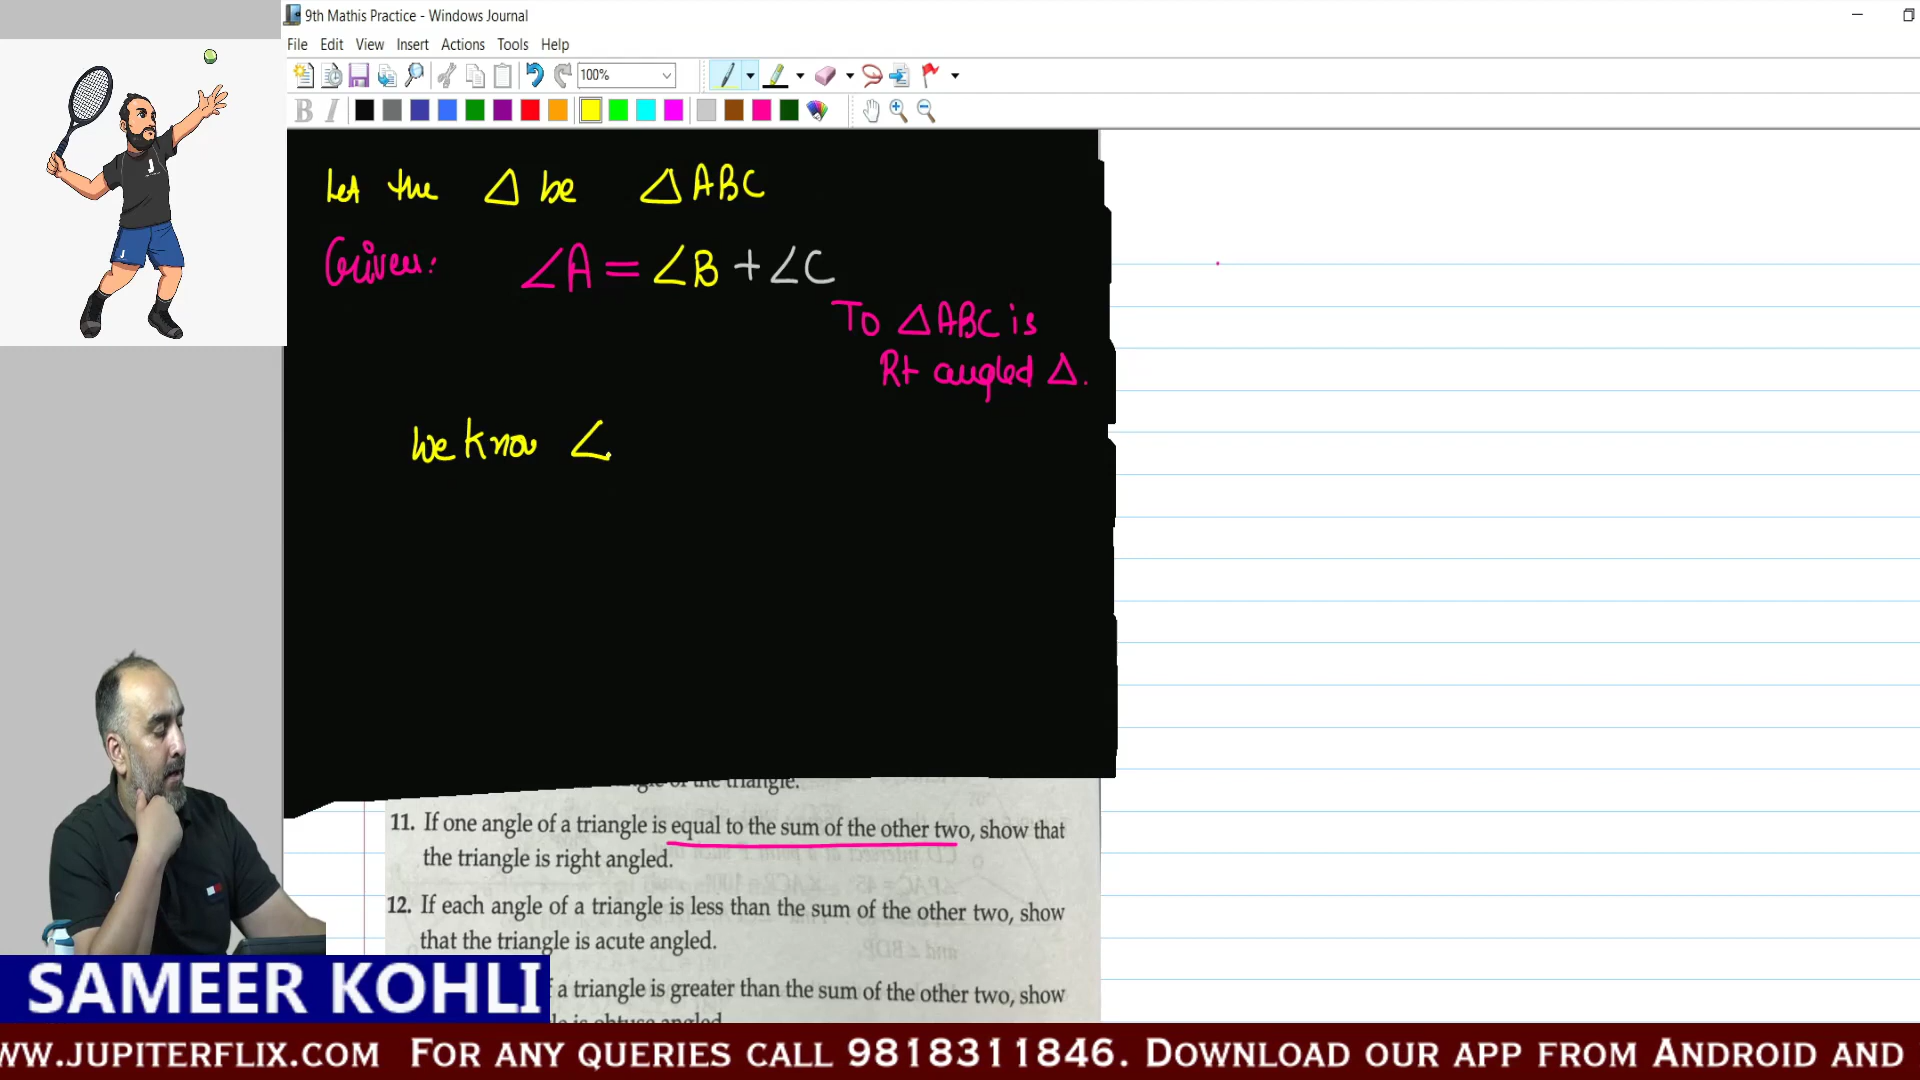 9th Mathis Practice - Windows Journal
File Edit View Insert Actions Tools Help
100%
B I
Let the △ be △ABC
Given: ∠A = ∠B + ∠C
To △ABC is
Rt angled △.
We know ∠
of the triangle.
11. If one angle of a triangle is equal to the sum of the other two, show that
the triangle is right angled.
12. If each angle of a triangle is less than the sum of the other two, show
that the triangle is acute angled.
a triangle is greater than the sum of the other two, show
SAMEER KOHLI
WWW.JUPITERFLIX.COM FOR ANY QUERIES CALL 9818311846. DOWNLOAD OUR APP FROM ANDROID AND